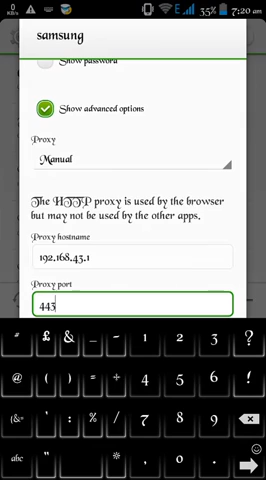 0
KB/s
E
35%
7:20 am
samsung
Show password
Show advanced options
Proxy
Manual
The HTTP proxy is used by the browser
but may not be used by the other apps.
Proxy hostname
192.168.43.1
Proxy port
443
£ & _ - 1 2 3 ?
@ ( ) = + 4 5 6 !
' : % / 7 8 9
abc " * , 0 .